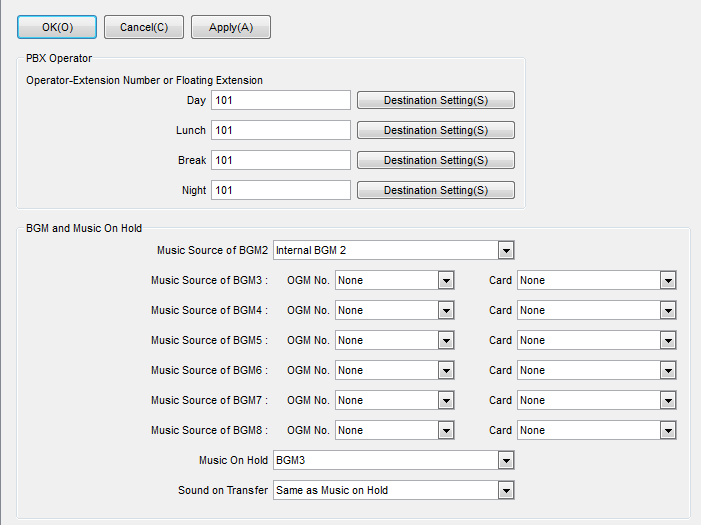 OK(O) Cancel(C) Apply(A)
PBX Operator
Operator-Extension Number or Floating Extension
Day 101 Destination Setting(S)
Lunch 101 Destination Setting(S)
Break 101 Destination Setting(S)
Night 101 Destination Setting(S)
BGM and Music On Hold
Music Source of BGM2 Internal BGM 2
Music Source of BGM3 : OGM No. None Card None
Music Source of BGM4 : OGM No. None Card None
Music Source of BGM5 : OGM No. None Card None
Music Source of BGM6 : OGM No. None Card None
Music Source of BGM7 : OGM No. None Card None
Music Source of BGM8 : OGM No. None Card None
Music On Hold BGM3
Sound on Transfer Same as Music on Hold